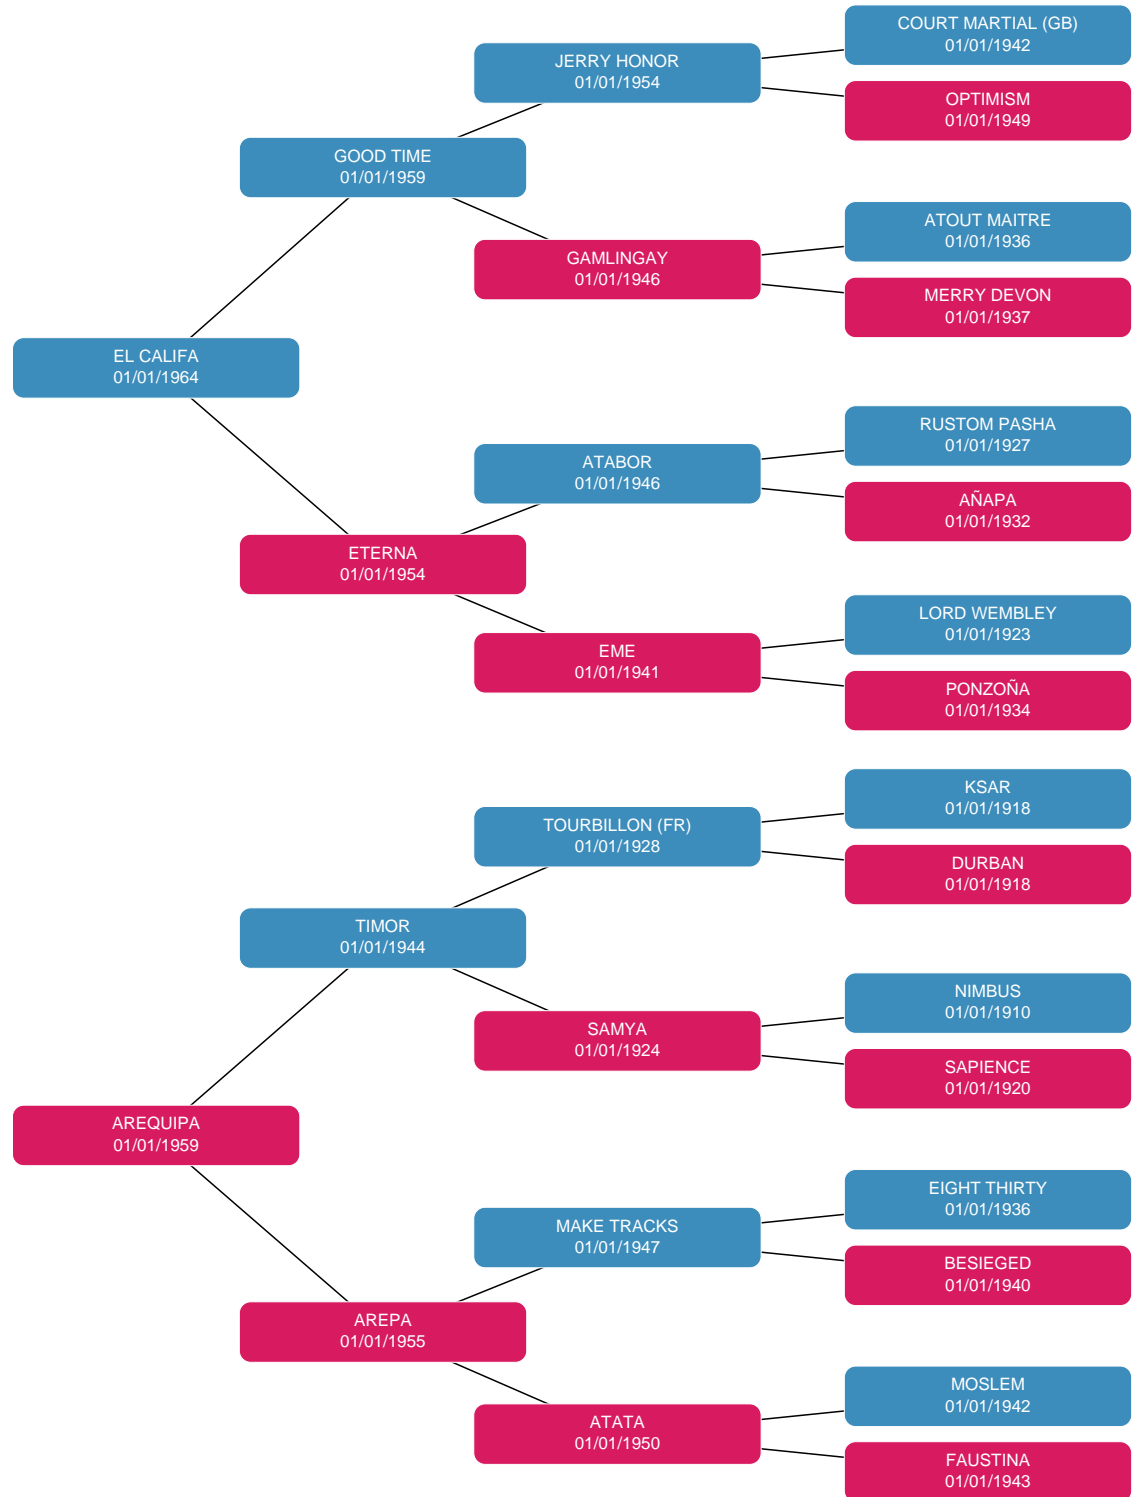 COURT MARTIAL (GB)
01/01/1942
JERRY HONOR
01/01/1954
OPTIMISM
01/01/1949
GOOD TIME
01/01/1959
ATOUT MAITRE
01/01/1936
GAMLINGAY
01/01/1946
MERRY DEVON
01/01/1937
EL CALIFA
01/01/1964
RUSTOM PASHA
01/01/1927
ATABOR
01/01/1946
AÑAPA
01/01/1932
ETERNA
01/01/1954
LORD WEMBLEY
01/01/1923
EME
01/01/1941
PONZOÑA
01/01/1934
KSAR
01/01/1918
TOURBILLON (FR)
01/01/1928
DURBAN
01/01/1918
TIMOR
01/01/1944
NIMBUS
01/01/1910
SAMYA
01/01/1924
SAPIENCE
01/01/1920
AREQUIPA
01/01/1959
EIGHT THIRTY
01/01/1936
MAKE TRACKS
01/01/1947
BESIEGED
01/01/1940
AREPA
01/01/1955
MOSLEM
01/01/1942
ATATA
01/01/1950
FAUSTINA
01/01/1943